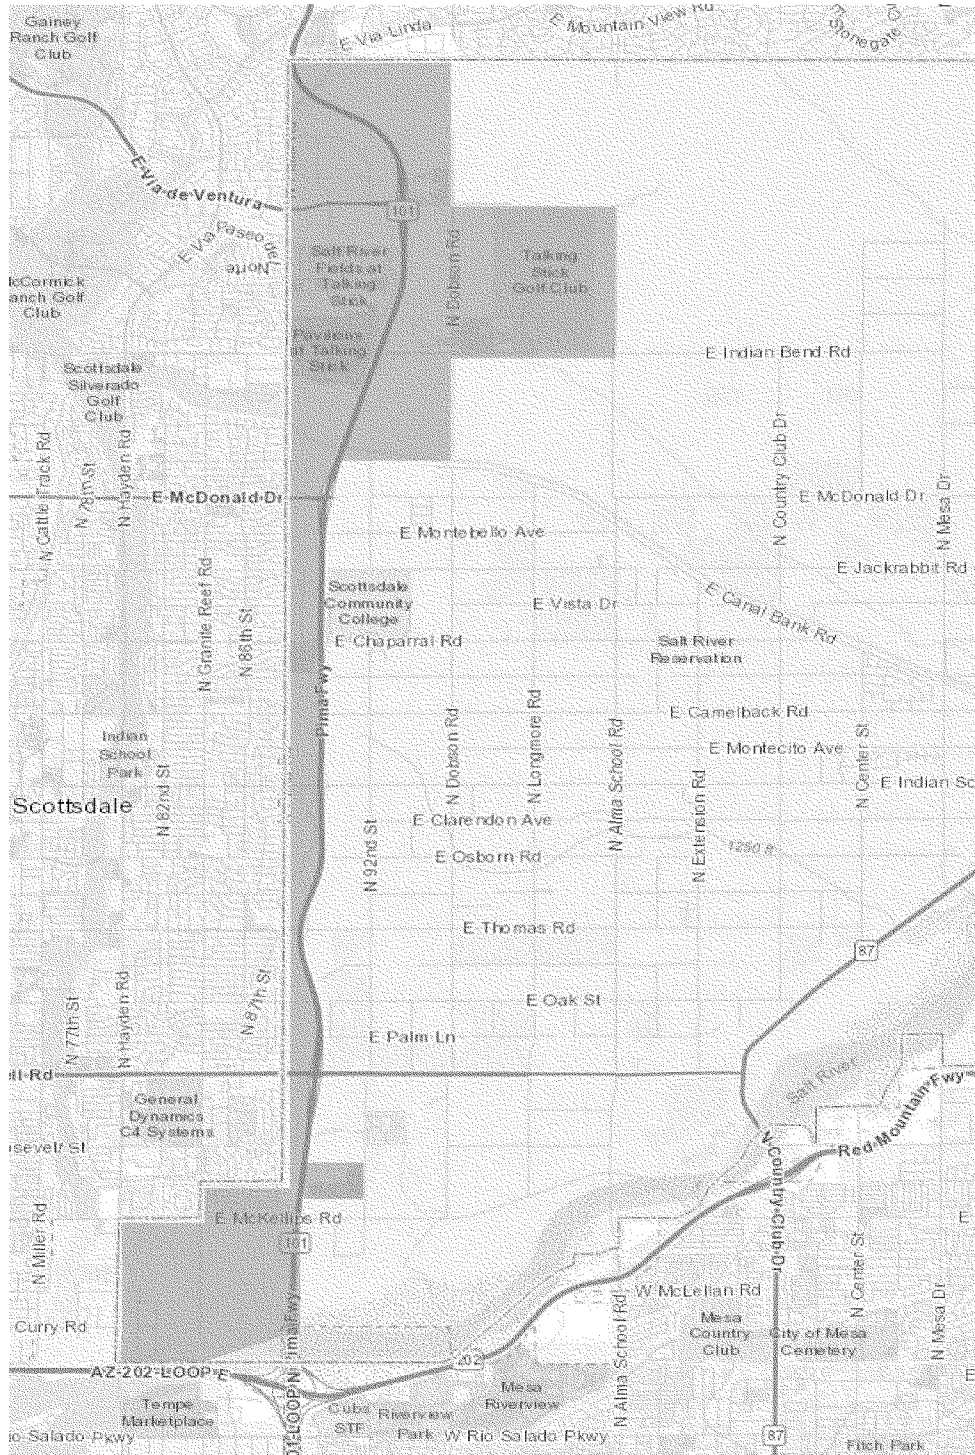 Gainey
Ranch Golf
Club
E Via Linda
E Mountain View Rd
Stonegate
E Via de Ventura
101
E Via Paseo del
Norte
Salt River
Fields at
Talking
Stick
N Dobson Rd
Talking
Stick
Golf Club
McCormick
Ranch Golf
Club
Pavilions
at Talking
Stick
E Indian Bend Rd
Scottsdale
Silverado
Golf
Club
N Cattle Track Rd
N 78th St
N Hayden Rd
N Country Club Dr
N Mesa Dr
E McDonald Dr
E McDonald Dr
E Montebello Ave
E Jackrabbit Rd
N Granite Reef Rd
N 86th St
Scottsdale
Community
College
E Vista Dr
E Canal Bank Rd
E Chaparral Rd
Salt River
Reservation
Pima Fwy
N Dobson Rd
N Longmore Rd
N Alma School Rd
E Camelback Rd
E Montecito Ave
N Center St
Indian
School
Park
N 82nd St
E Indian Sc
Scottsdale
N 92nd St
E Clarendon Ave
N Extension Rd
E Osborn Rd
1250 ft
E Thomas Rd
87
N 77th St
N Hayden Rd
N 87th St
E Oak St
E Palm Ln
ll Rd
Salt River
General
Dynamics
C4 Systems
sevelt St
Red Mountain Fwy
N Country Club Dr
N Miller Rd
E McKellips Rd
E
101
N Center St
W McLellan Rd
Curry Rd
N Pima Fwy
N Alma School Rd
Mesa
Country
Club
City of Mesa
Cemetery
N Mesa Dr
AZ-202-LOOP E
202
E
Tempe
Marketplace
01-LOOP N
Cubs
STF
Riverview
Park
Mesa
Riverview
io Salado Pkwy
W Rio Salado Pkwy
87
Fitch Park